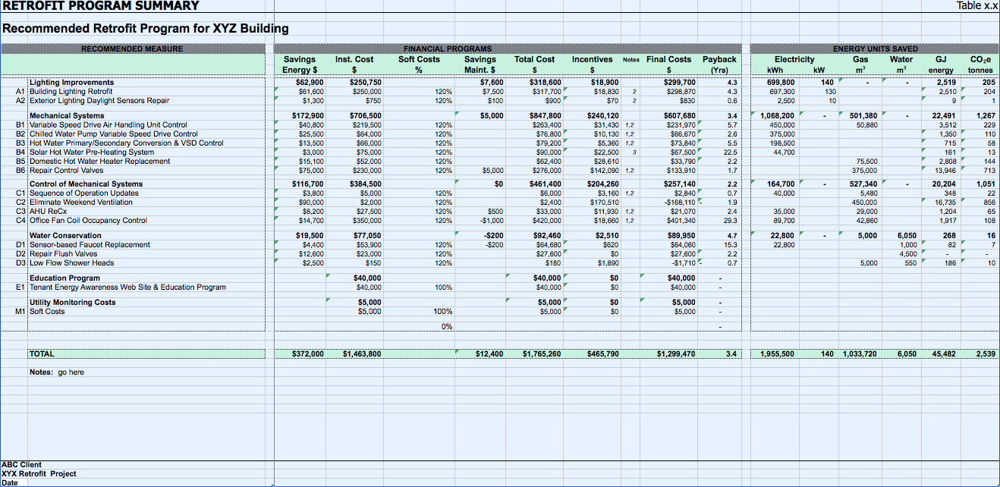 RETROFIT PROGRAM SUMMARY Table x.x
Recommended Retrofit Program for XYZ Building
RECOMMENDED MEASURE FINANCIAL PROGRAMS ENERGY UNITS SAVED
Savings Inst. Cost Soft Costs Savings Total Cost Incentives Notes Final Costs Payback Electricity Gas Water GJ CO₂e
Energy $ $ % Maint. $ $ $ $ (Yrs) kWh kW m³ m³ energy tonnes
Lighting Improvements $62,900 $250,750 $7,600 $318,600 $18,900 $299,700 4.3 699,800 140 - - 2,519 205
A1 Building Lighting Retrofit $61,600 $250,000 120% $7,500 $317,700 $18,830 2 $298,870 4.3 697,300 130 2,510 204
A2 Exterior Lighting Daylight Sensors Repair $1,300 $750 120% $100 $900 $70 2 $830 0.6 2,500 10 9 1
Mechanical Systems $172,900 $706,500 $5,000 $847,800 $240,120 $607,680 3.4 1,068,200 - 501,380 - 22,491 1,267
B1 Variable Speed Drive Air Handling Unit Control $40,800 $219,500 120% $263,400 $31,430 1,2 $231,970 5.7 450,000 50,880 3,512 229
B2 Chilled Water Pump Variable Speed Drive Control $25,500 $64,000 120% $76,800 $10,130 1,2 $66,670 2.6 375,000 1,350 110
B3 Hot Water Primary/Secondary Conversion & VSD Control $13,500 $66,000 120% $79,200 $5,360 1,2 $73,840 5.5 198,500 715 58
B4 Solar Hot Water Pre-Heating System $3,000 $75,000 120% $90,000 $22,500 3 $67,500 22.5 44,700 161 13
B5 Domestic Hot Water Heater Replacement $15,100 $52,000 120% $62,400 $28,610 $33,790 2.2 75,500 2,808 144
B6 Repair Control Valves $75,000 $230,000 120% $5,000 $276,000 $142,090 1,2 $133,910 1.7 375,000 13,946 713
Control of Mechanical Systems $116,700 $384,500 $0 $461,400 $204,260 $257,140 2.2 164,700 - 527,340 - 20,204 1,051
C1 Sequence of Operation Updates $3,800 $5,000 120% $6,000 $3,160 1,2 $2,840 0.7 40,000 5,480 348 22
C2 Eliminate Weekend Ventilation $90,000 $2,000 120% $2,400 $170,510 -$168,110 - 1.9 450,000 16,735 856
C3 AHU ReCx $8,200 $27,500 120% $500 $33,000 $11,930 1,2 $21,070 2.4 35,000 29,000 1,204 65
C4 Office Fan Coil Occupancy Control $14,700 $350,000 120% -$1,000 $420,000 $18,660 1,2 $401,340 29.3 89,700 42,860 1,917 108
Water Conservation $19,500 $77,050 -$200 $92,460 $2,510 $89,950 4.7 22,800 - 5,000 6,050 268 16
D1 Sensor-based Faucet Replacement $4,400 $53,900 120% -$200 $64,680 $620 $64,060 15.3 22,800 1,000 82 7
D2 Repair Flush Valves $12,600 $23,000 120% $27,600 $0 $27,600 2.2 4,500 - -
D3 Low Flow Shower Heads $2,500 $150 120% $180 $1,890 -$1,710 - 0.7 5,000 550 186 10
Education Program $40,000 $40,000 $0 $40,000 -
E1 Tenant Energy Awareness Web Site & Education Program $40,000 100% $40,000 $0 $40,000 -
Utility Monitoring Costs $5,000 $5,000 $0 $5,000 -
M1 Soft Costs $5,000 100% $5,000 $0 $5,000 -
0% -
TOTAL $372,000 $1,463,800 $12,400 $1,765,260 $465,790 $1,299,470 3.4 1,955,500 140 1,033,720 6,050 45,482 2,539
Notes: go here
ABC Client
XYX Retrofit Project
Date